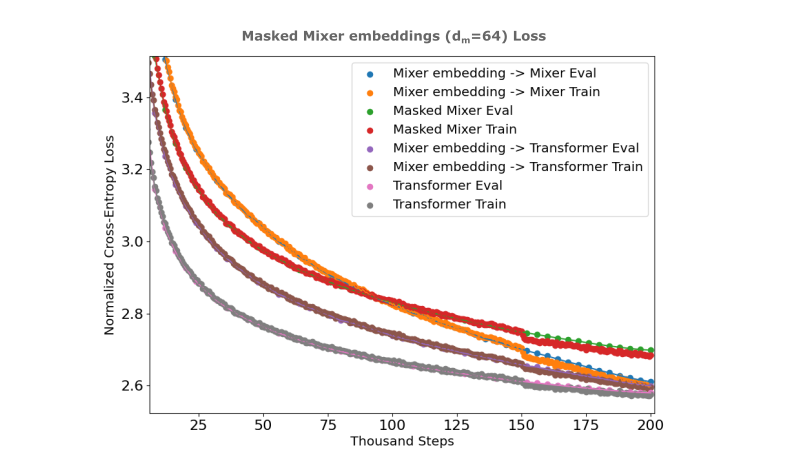 Masked Mixer embeddings (dm=64) Loss
Mixer embedding -> Mixer Eval
Mixer embedding -> Mixer Train
Masked Mixer Eval
Masked Mixer Train
Mixer embedding -> Transformer Eval
Mixer embedding -> Transformer Train
Transformer Eval
Transformer Train
Normalized Cross-Entropy Loss
3.4
3.2
3.0
2.8
2.6
25 50 75 100 125 150 175 200
Thousand Steps